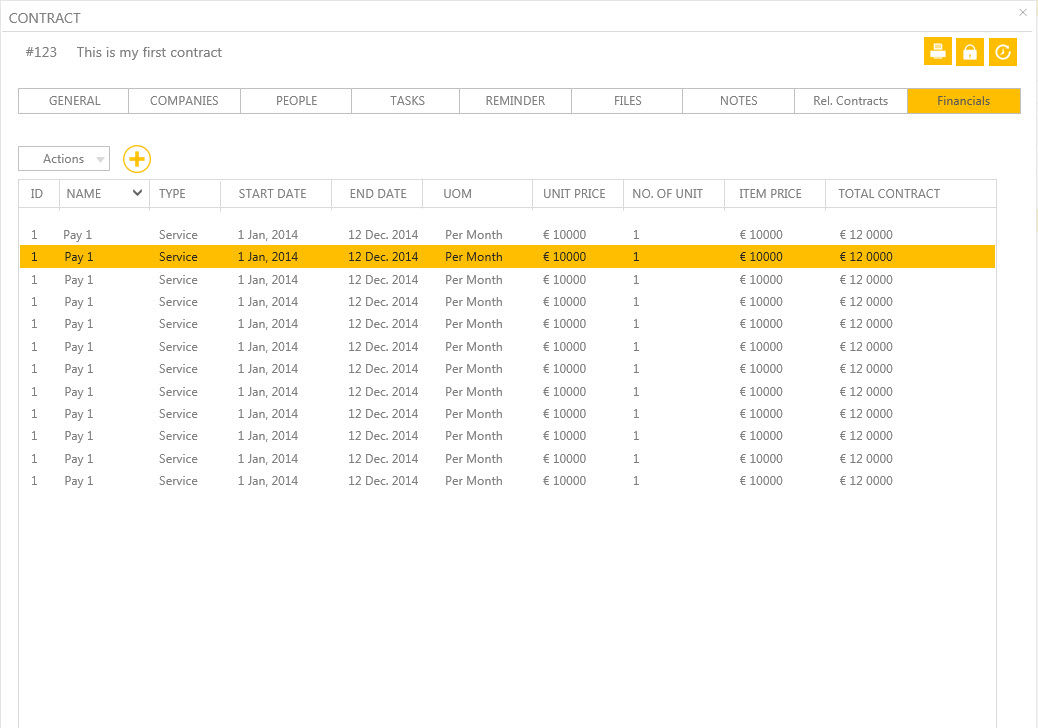 CONTRACT
#123 This is my first contract
GENERAL COMPANIES PEOPLE TASKS REMINDER FILES NOTES Rel. Contracts Financials
Actions
ID NAME TYPE START DATE END DATE UOM UNIT PRICE NO. OF UNIT ITEM PRICE TOTAL CONTRACT
1 Pay 1 Service 1 Jan, 2014 12 Dec. 2014 Per Month € 10000 1 € 10000 € 12 0000
1 Pay 1 Service 1 Jan, 2014 12 Dec. 2014 Per Month € 10000 1 € 10000 € 12 0000
1 Pay 1 Service 1 Jan, 2014 12 Dec. 2014 Per Month € 10000 1 € 10000 € 12 0000
1 Pay 1 Service 1 Jan, 2014 12 Dec. 2014 Per Month € 10000 1 € 10000 € 12 0000
1 Pay 1 Service 1 Jan, 2014 12 Dec. 2014 Per Month € 10000 1 € 10000 € 12 0000
1 Pay 1 Service 1 Jan, 2014 12 Dec. 2014 Per Month € 10000 1 € 10000 € 12 0000
1 Pay 1 Service 1 Jan, 2014 12 Dec. 2014 Per Month € 10000 1 € 10000 € 12 0000
1 Pay 1 Service 1 Jan, 2014 12 Dec. 2014 Per Month € 10000 1 € 10000 € 12 0000
1 Pay 1 Service 1 Jan, 2014 12 Dec. 2014 Per Month € 10000 1 € 10000 € 12 0000
1 Pay 1 Service 1 Jan, 2014 12 Dec. 2014 Per Month € 10000 1 € 10000 € 12 0000
1 Pay 1 Service 1 Jan, 2014 12 Dec. 2014 Per Month € 10000 1 € 10000 € 12 0000
1 Pay 1 Service 1 Jan, 2014 12 Dec. 2014 Per Month € 10000 1 € 10000 € 12 0000